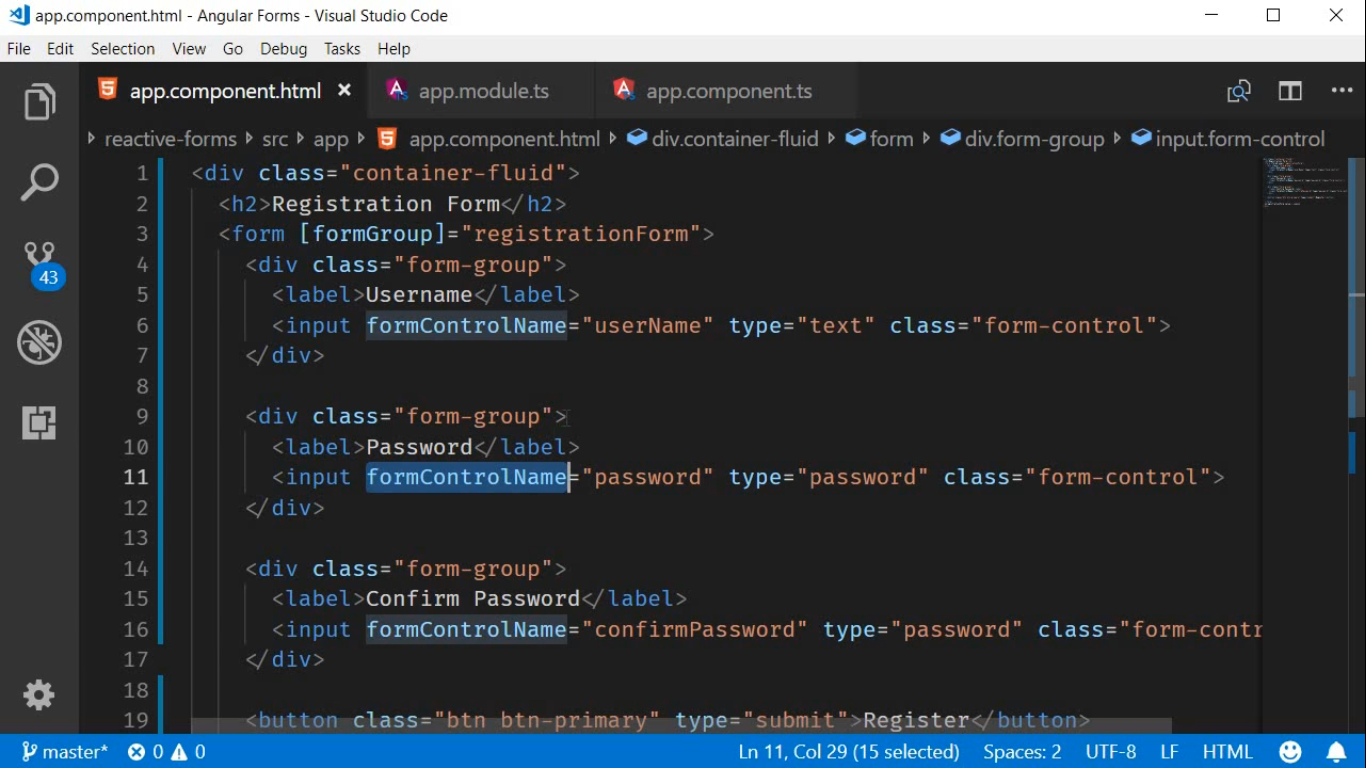 app.component.html - Angular Forms - Visual Studio Code
File Edit Selection View Go Debug Tasks Help
app.component.html app.module.ts app.component.ts
reactive-forms src app app.component.html div.container-fluid form div.form-group input.form-control
1 <div class="container-fluid">
2 <h2>Registration Form</h2>
3 <form [formGroup]="registrationForm">
4 <div class="form-group">
5 <label>Username</label>
6 <input formControlName="userName" type="text" class="form-control">
7 </div>
8
9 <div class="form-group">
10 <label>Password</label>
11 <input formControlName="password" type="password" class="form-control">
12 </div>
13
14 <div class="form-group">
15 <label>Confirm Password</label>
16 <input formControlName="confirmPassword" type="password" class="form-contr
17 </div>
18
19 <button class="btn btn-primary" type="submit">Register</button>
43
master* 0 0 Ln 11, Col 29 (15 selected) Spaces: 2 UTF-8 LF HTML